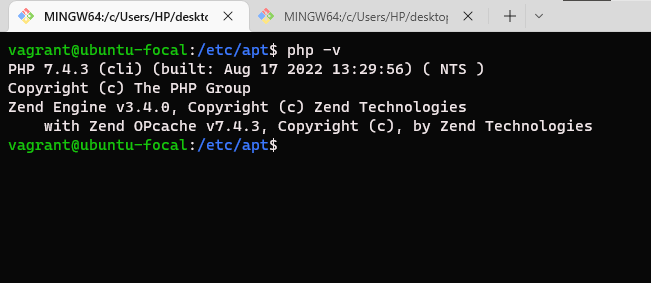 MINGW64:/c/Users/HP/deskto
MINGW64:/c/Users/HP/desktop
vagrant@ubuntu-focal:/etc/apt$ php -v
PHP 7.4.3 (cli) (built: Aug 17 2022 13:29:56) ( NTS )
Copyright (c) The PHP Group
Zend Engine v3.4.0, Copyright (c) Zend Technologies
    with Zend OPcache v7.4.3, Copyright (c), by Zend Technologies
vagrant@ubuntu-focal:/etc/apt$